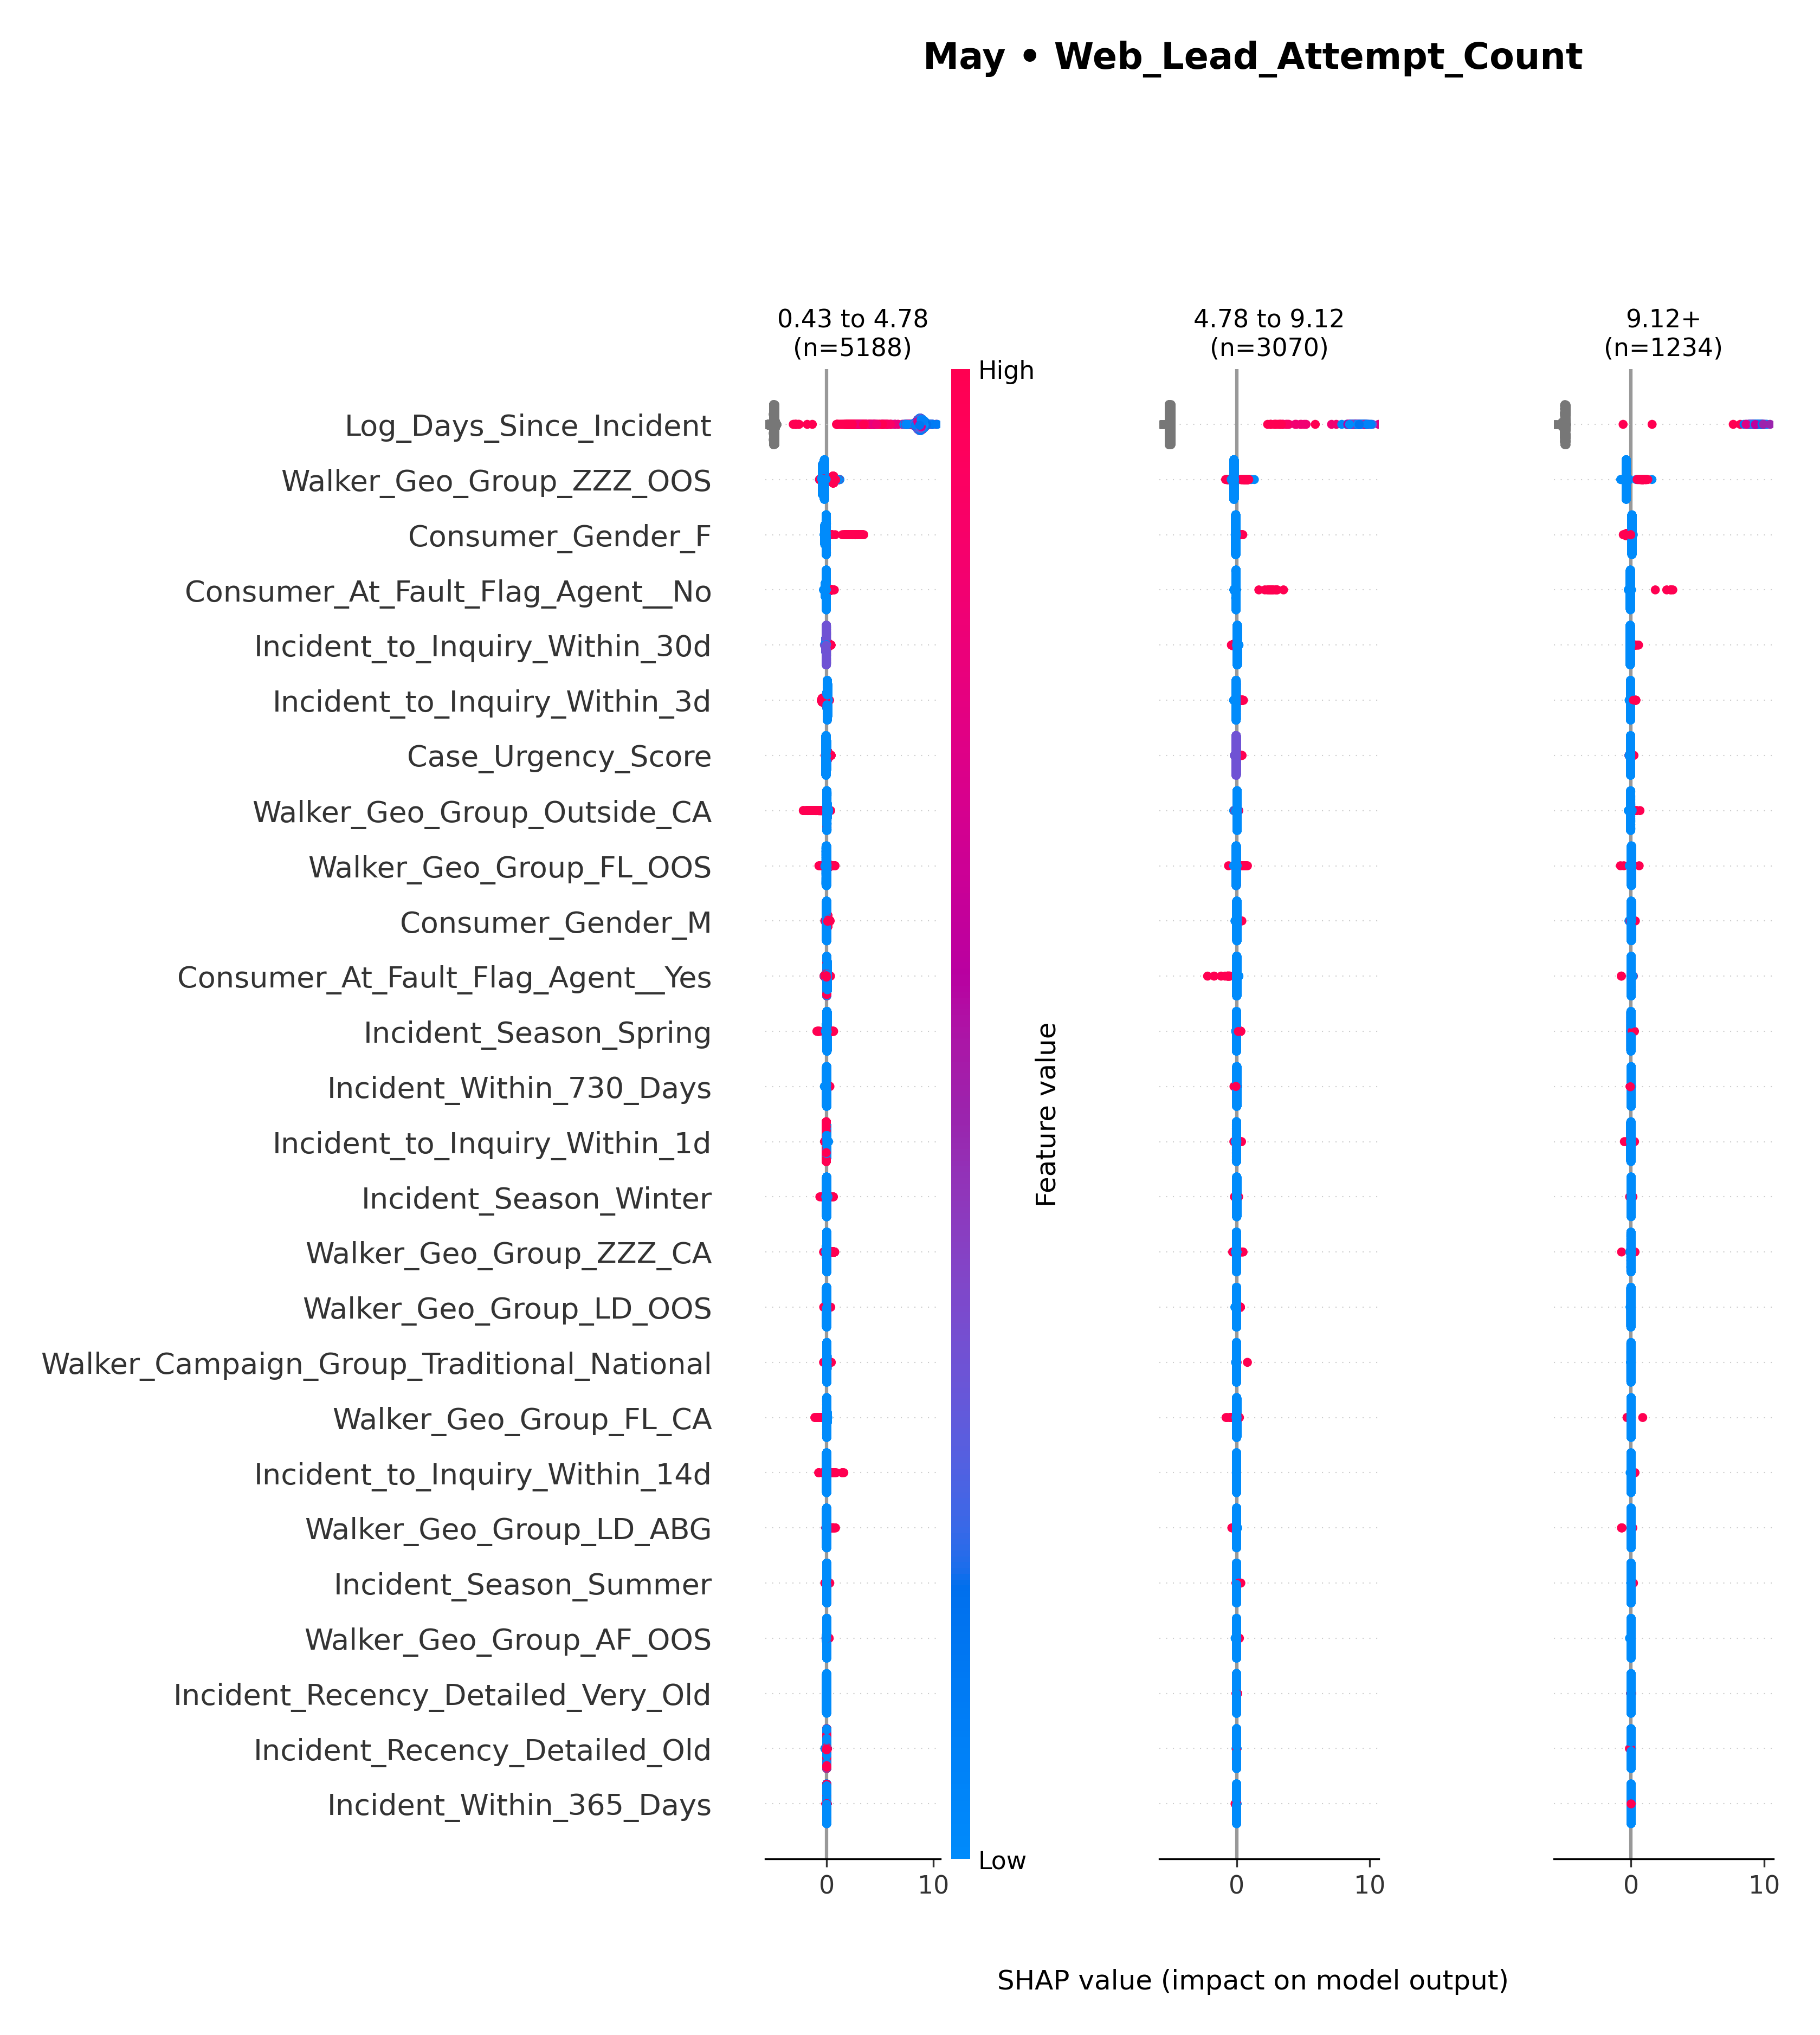 May • Web_Lead_Attempt_Count
0.43 to 4.78
(n=5188)
4.78 to 9.12
(n=3070)
9.12+
(n=1234)
High
Log_Days_Since_Incident
Walker_Geo_Group_ZZZ_OOS
Consumer_Gender_F
Consumer_At_Fault_Flag_Agent__No
Incident_to_Inquiry_Within_30d
Incident_to_Inquiry_Within_3d
Case_Urgency_Score
Walker_Geo_Group_Outside_CA
Walker_Geo_Group_FL_OOS
Consumer_Gender_M
Consumer_At_Fault_Flag_Agent__Yes
Incident_Season_Spring
Incident_Within_730_Days
Incident_to_Inquiry_Within_1d
Incident_Season_Winter
Walker_Geo_Group_ZZZ_CA
Walker_Geo_Group_LD_OOS
Walker_Campaign_Group_Traditional_National
Walker_Geo_Group_FL_CA
Incident_to_Inquiry_Within_14d
Walker_Geo_Group_LD_ABG
Incident_Season_Summer
Walker_Geo_Group_AF_OOS
Incident_Recency_Detailed_Very_Old
Incident_Recency_Detailed_Old
Incident_Within_365_Days
Feature value
Low
0 10
0 10
0 10
SHAP value (impact on model output)